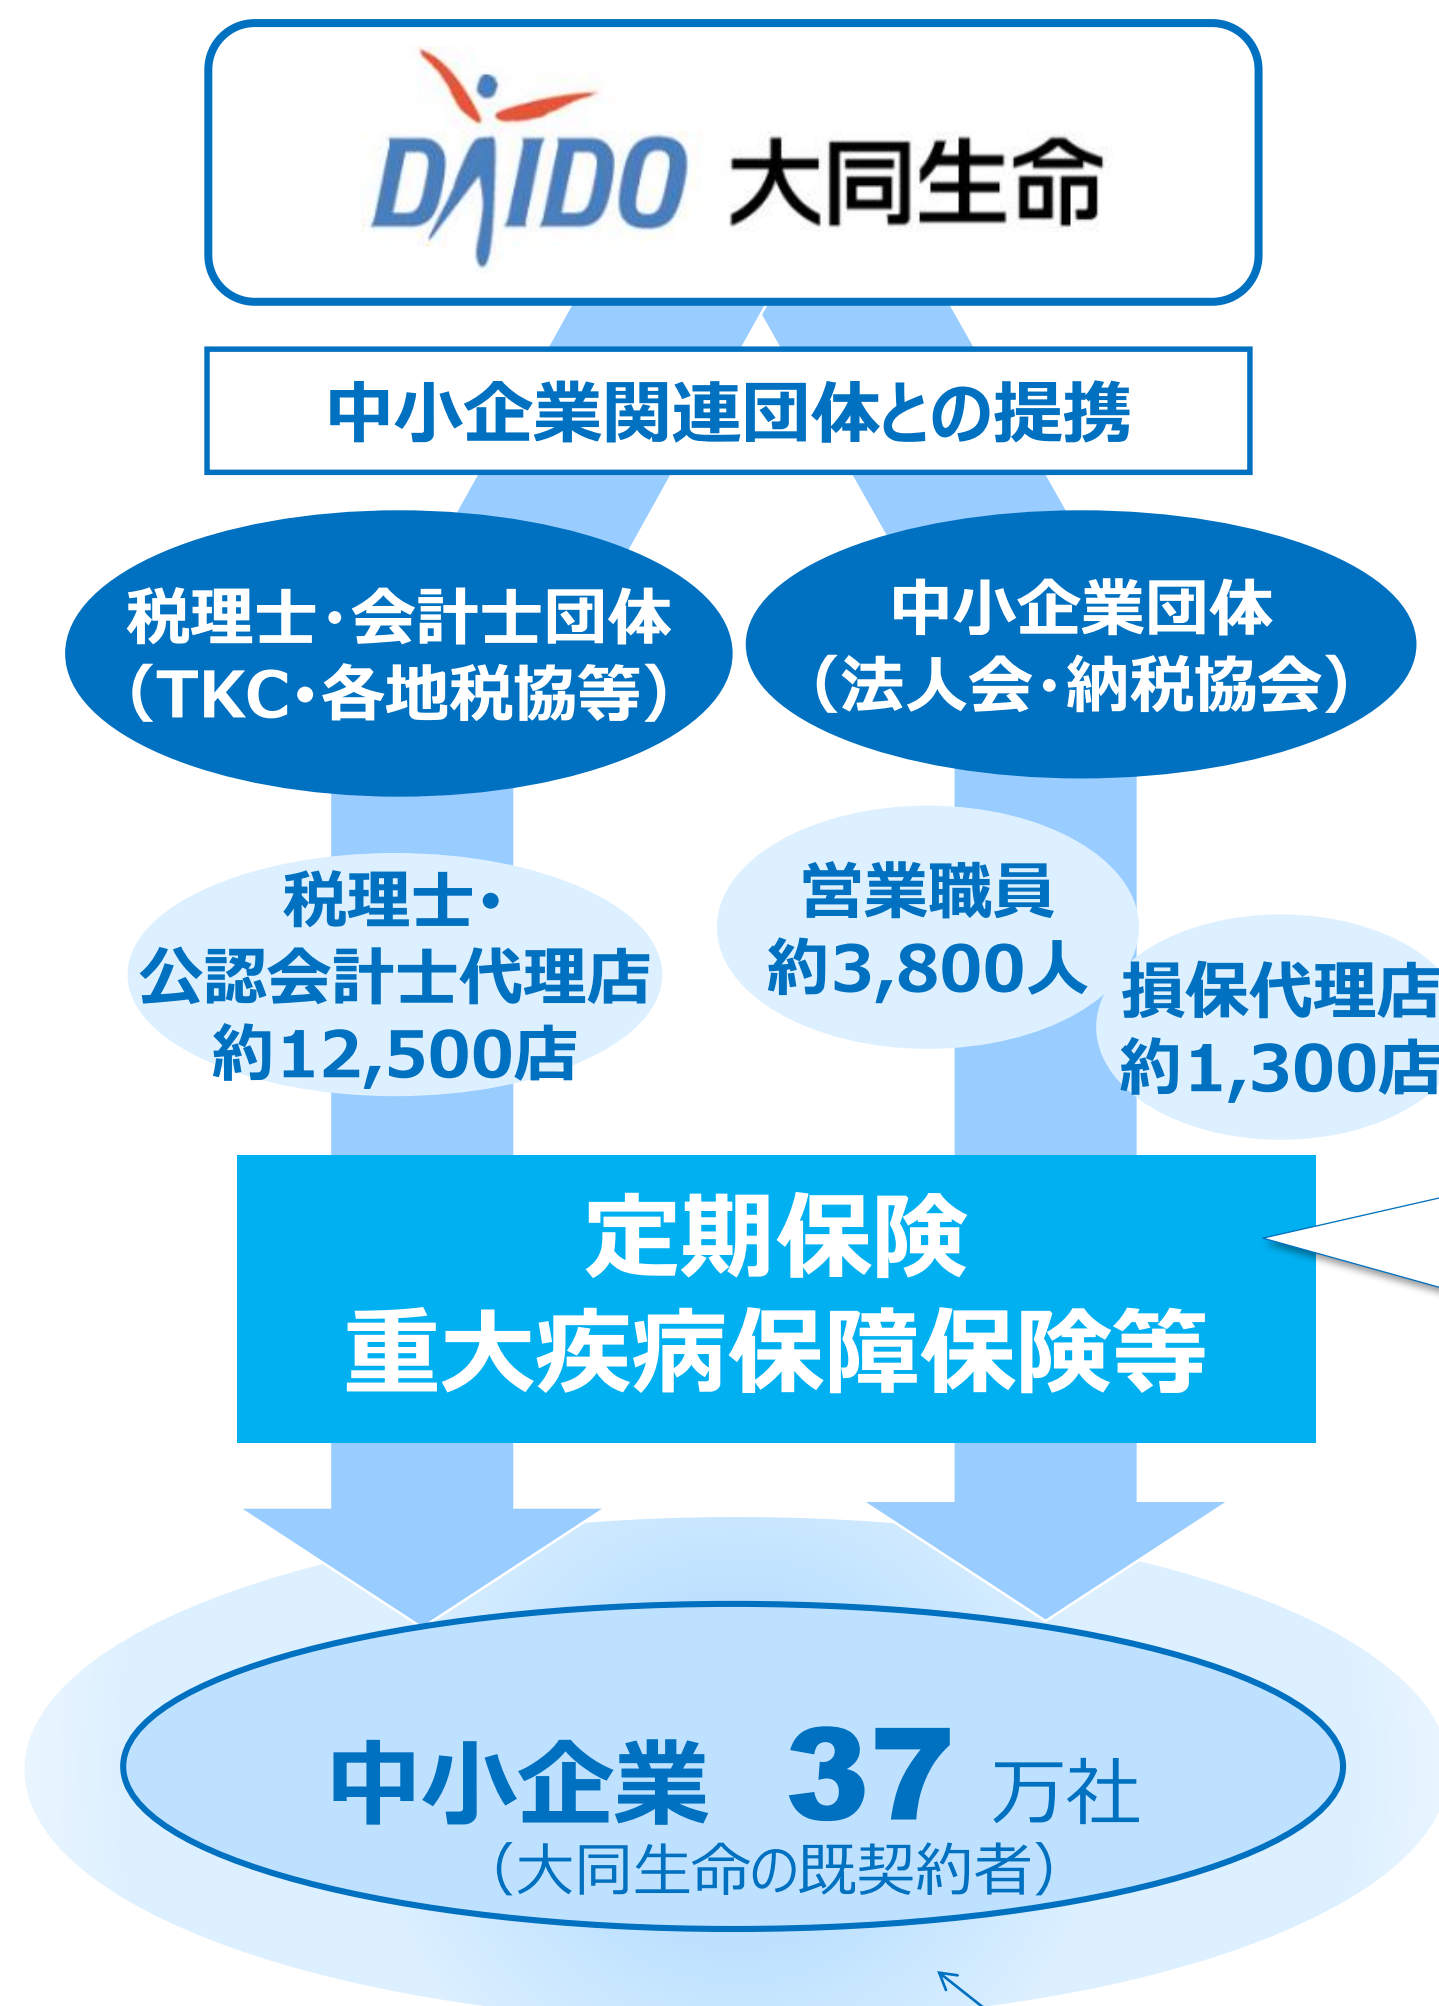 DAIDO 大同生命
中小企業関連団体との提携
税理士・会計士団体
（TKC・各地税協等）
中小企業団体
（法人会・納税協会）
税理士・
公認会計士代理店
約12,500店
営業職員
約3,800人
損保代理店
約1,300店
定期保険
重大疾病保障保険等
中小企業 37 万社
（大同生命の既契約者）